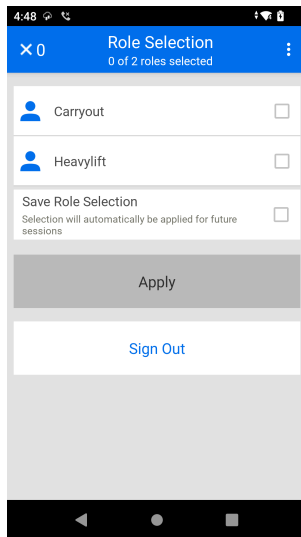 4:48
0
Role Selection
0 of 2 roles selected
Carryout
Heavylift
Save Role Selection
Selection will automatically be applied for future
sessions
Apply
Sign Out